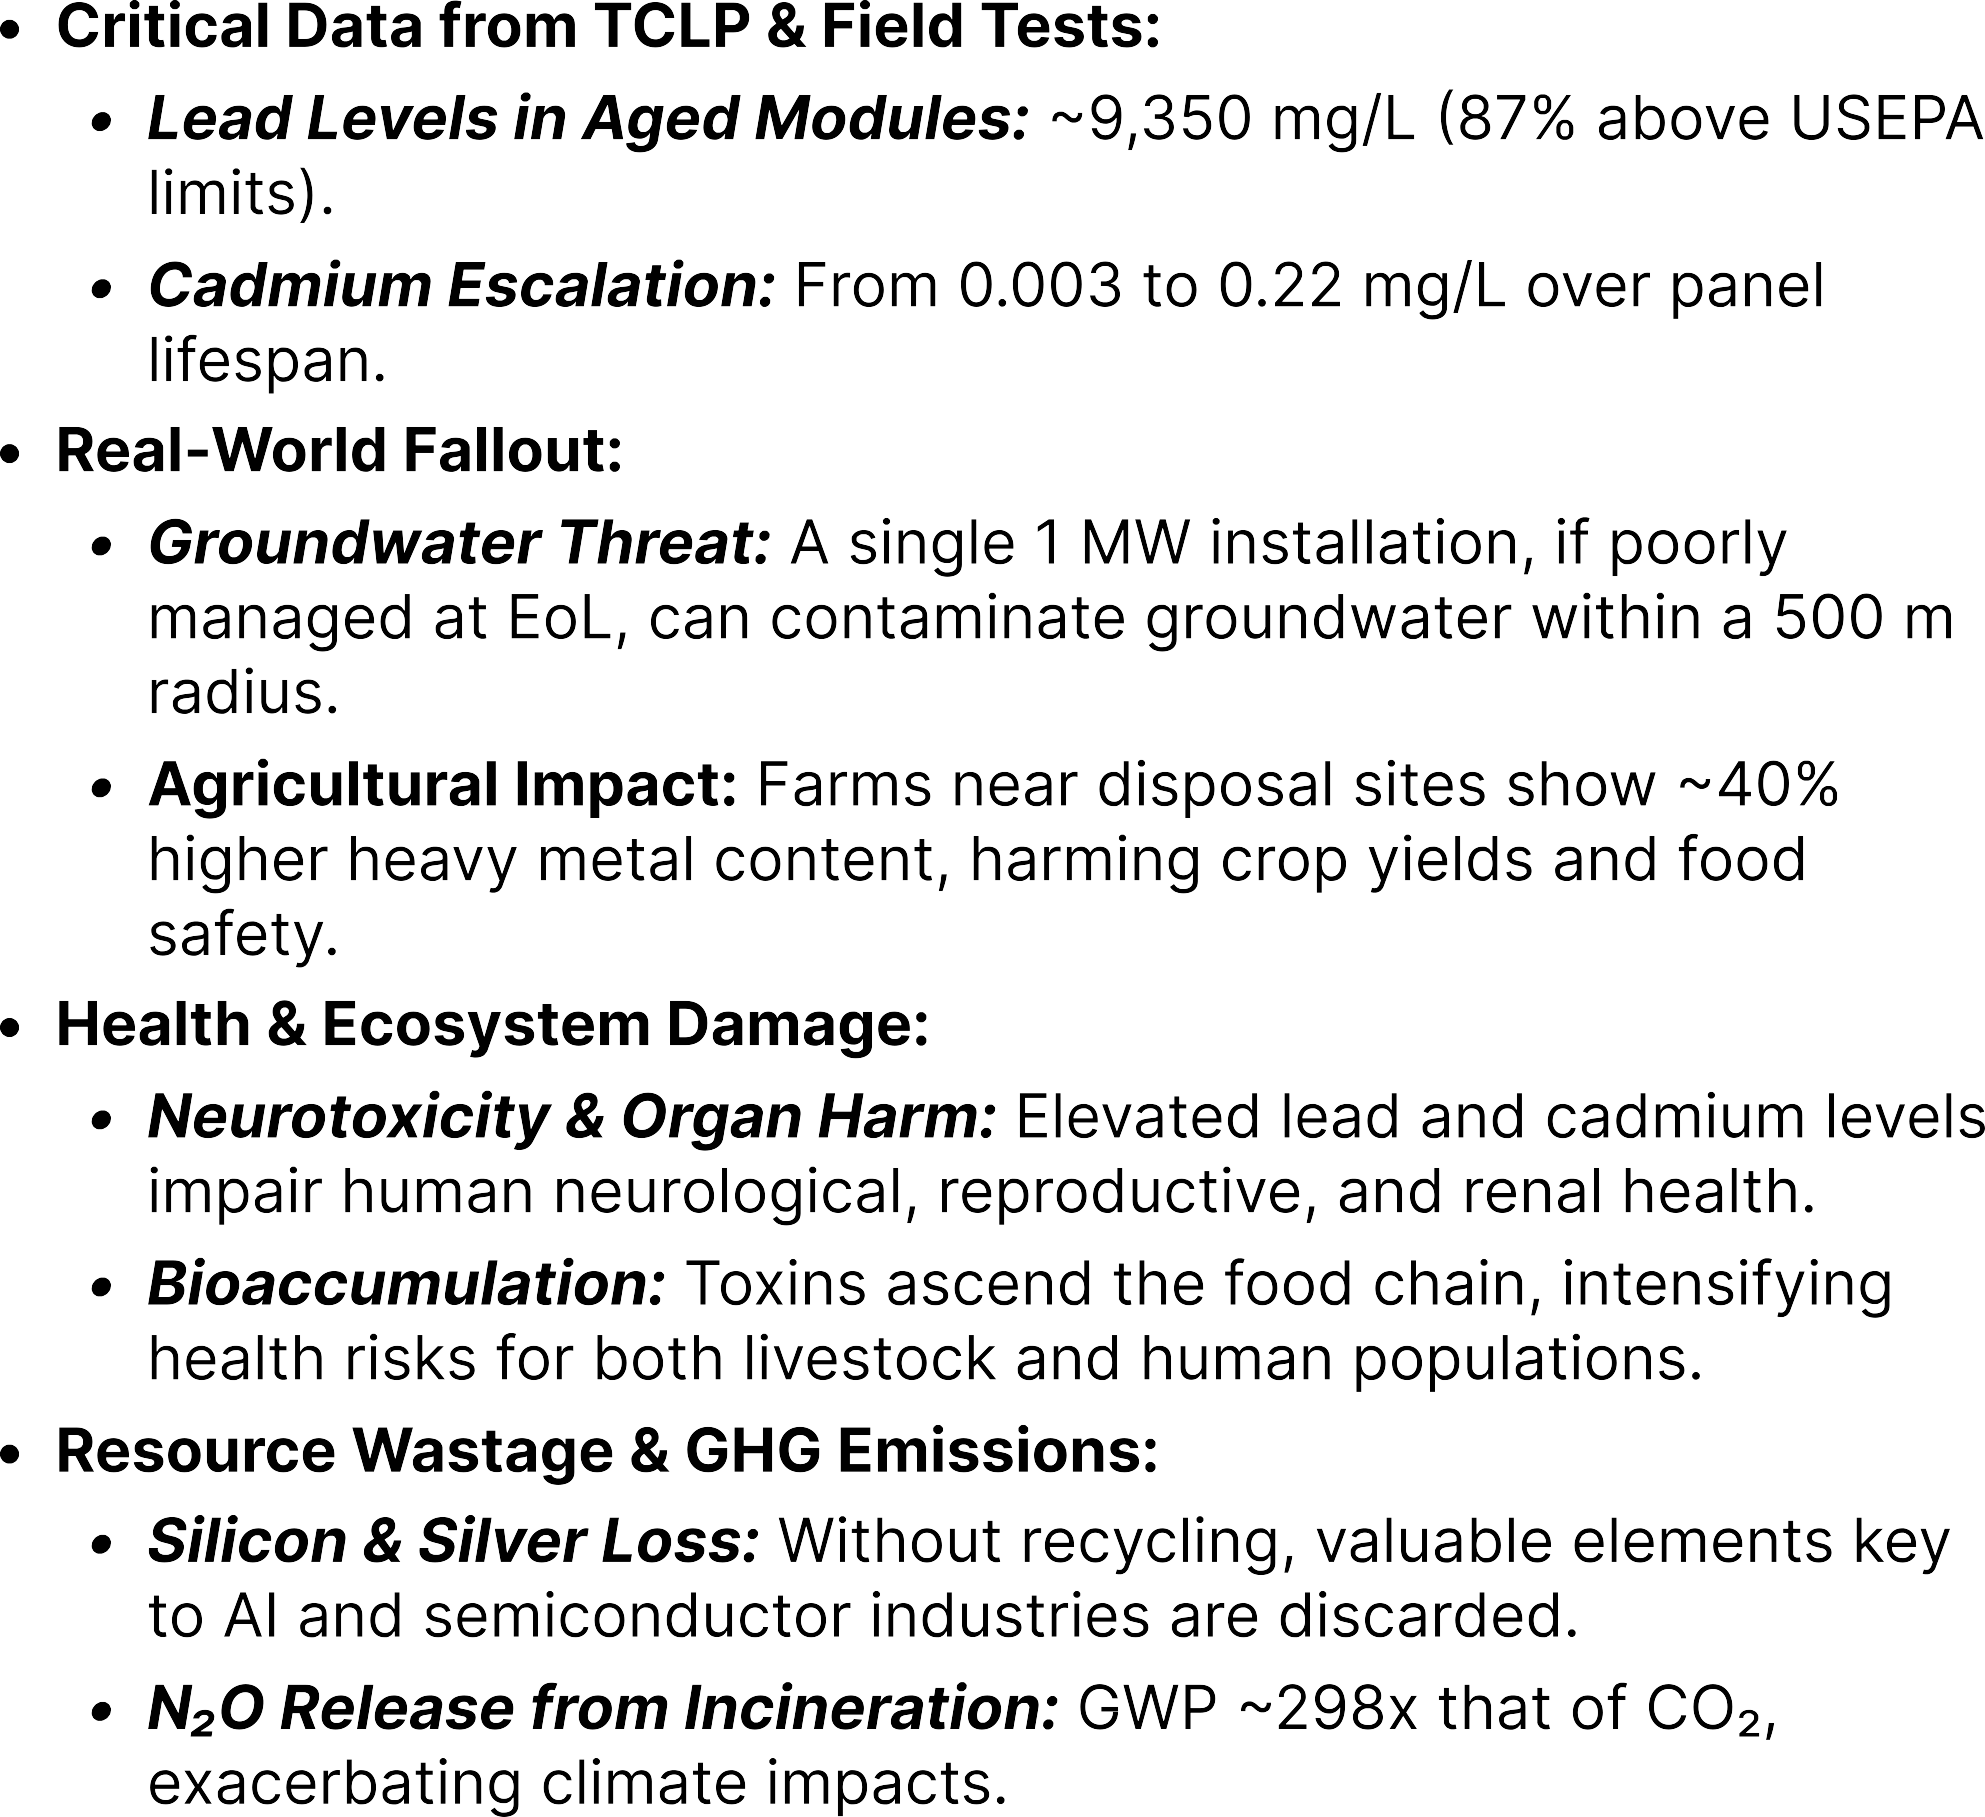 • Critical Data from TCLP & Field Tests:
• Lead Levels in Aged Modules: ~9,350 mg/L (87% above USEPA
limits).
• Cadmium Escalation: From 0.003 to 0.22 mg/L over panel
lifespan.
• Real-World Fallout:
• Groundwater Threat: A single 1 MW installation, if poorly
managed at EoL, can contaminate groundwater within a 500 m
radius.
• Agricultural Impact: Farms near disposal sites show ~40%
higher heavy metal content, harming crop yields and food
safety.
• Health & Ecosystem Damage:
• Neurotoxicity & Organ Harm: Elevated lead and cadmium levels
impair human neurological, reproductive, and renal health.
• Bioaccumulation: Toxins ascend the food chain, intensifying
health risks for both livestock and human populations.
• Resource Wastage & GHG Emissions:
• Silicon & Silver Loss: Without recycling, valuable elements key
to AI and semiconductor industries are discarded.
• N₂O Release from Incineration: GWP ~298x that of CO₂,
exacerbating climate impacts.